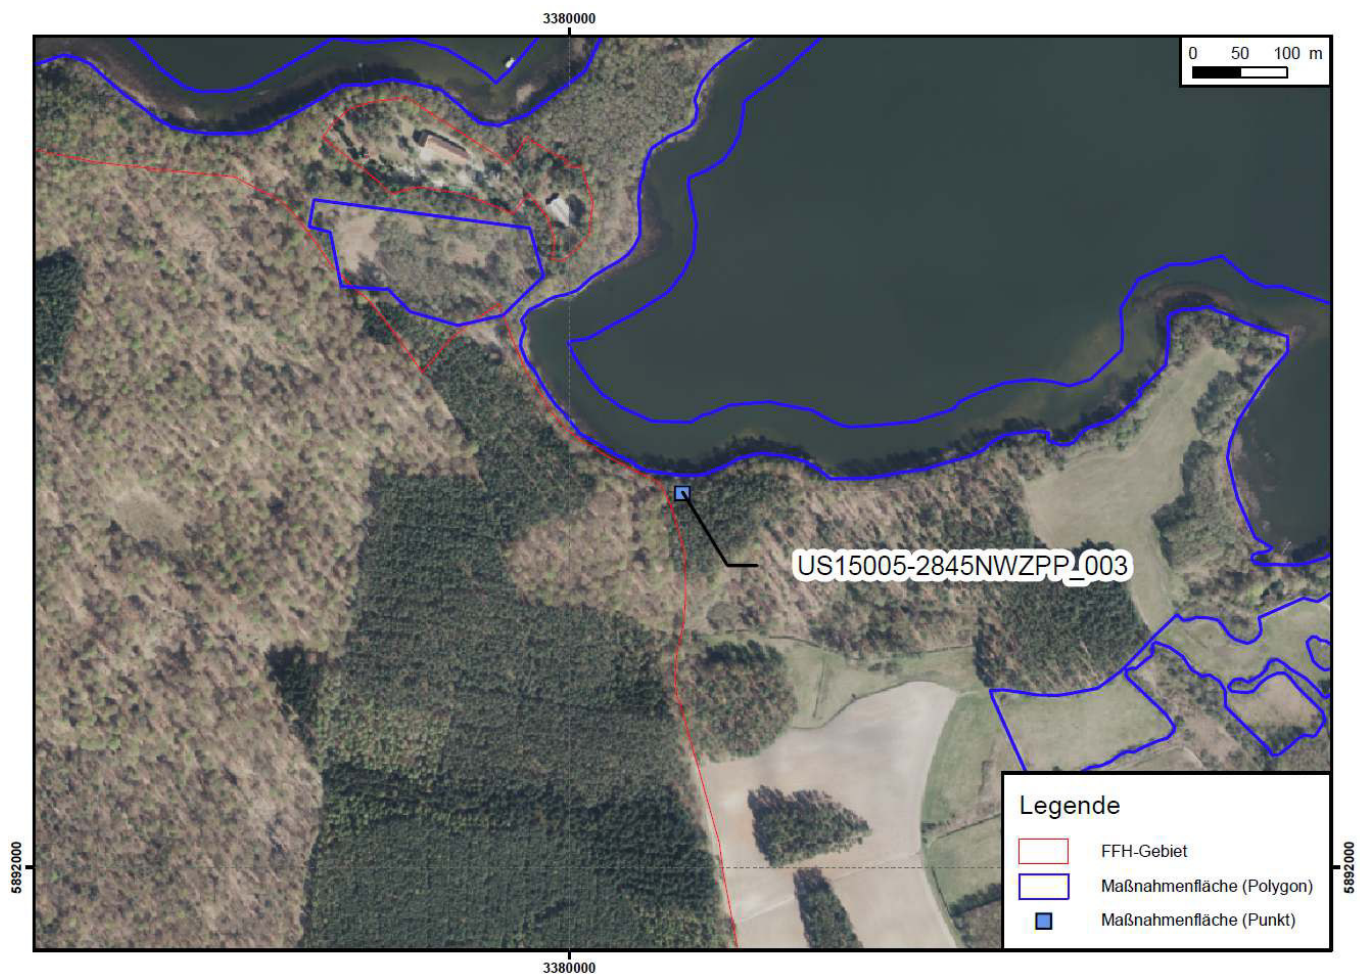 3380000
0 50 100 m
US15005-2845NWZPP_003
Legende
FFH-Gebiet
Maßnahmenfläche (Polygon)
Maßnahmenfläche (Punkt)
5892000
5892000
3380000